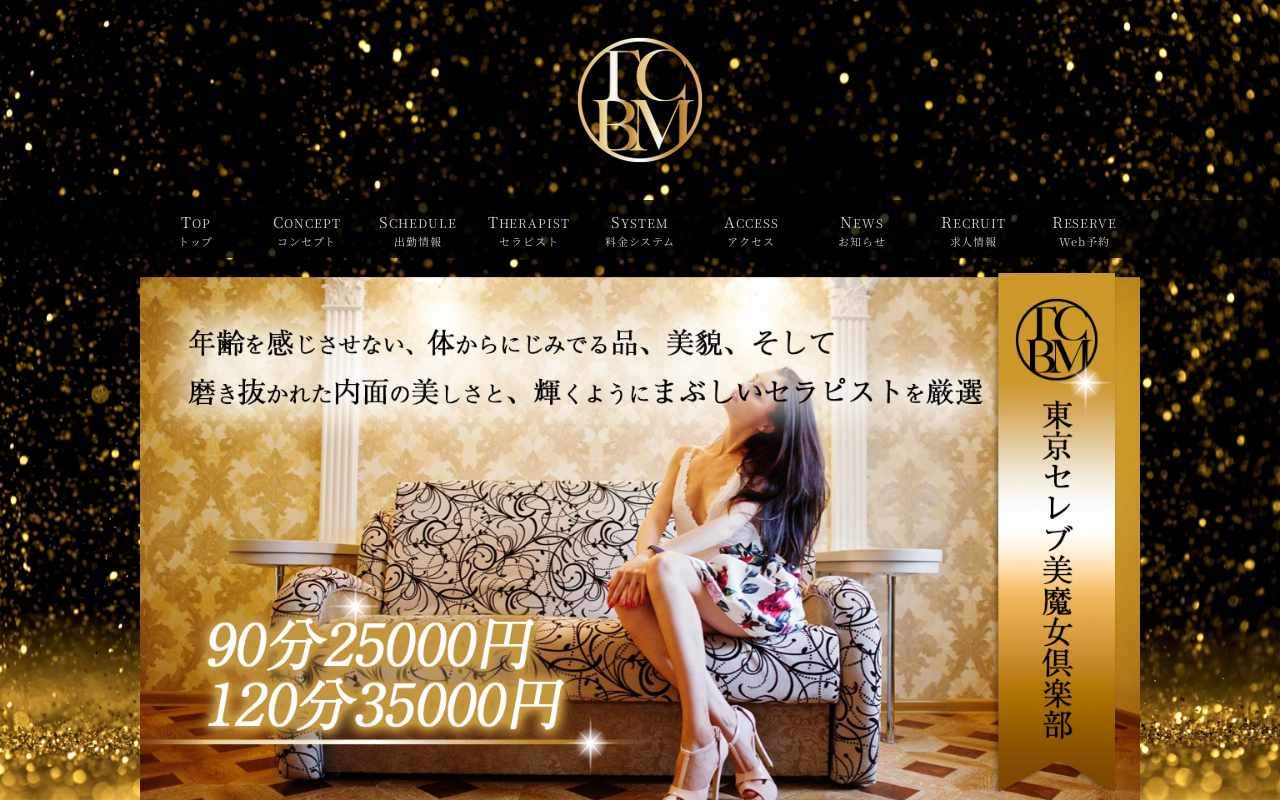 TC
BM
TOP
トップ
CONCEPT
コンセプト
SCHEDULE
出勤情報
THERAPIST
セラピスト
SYSTEM
料金システム
ACCESS
アクセス
NEWS
お知らせ
RECRUIT
求人情報
RESERVE
Web予約
年齢を感じさせない、体からにじみでる品、美貌、そして
磨き抜かれた内面の美しさと、輝くようにまぶしいセラピストを厳選
90分25000円
120分35000円
TC
BM
東京セレブ美魔女倶楽部